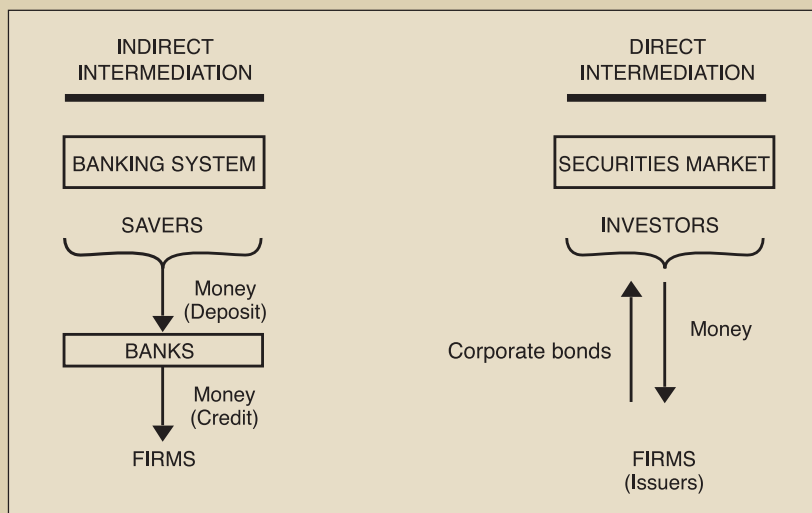 INDIRECT
INTERMEDIATION
BANKING SYSTEM
SAVERS
Money
(Deposit)
BANKS
Money
(Credit)
FIRMS
DIRECT
INTERMEDIATION
SECURITIES MARKET
INVESTORS
Corporate bonds
Money
FIRMS
(Issuers)